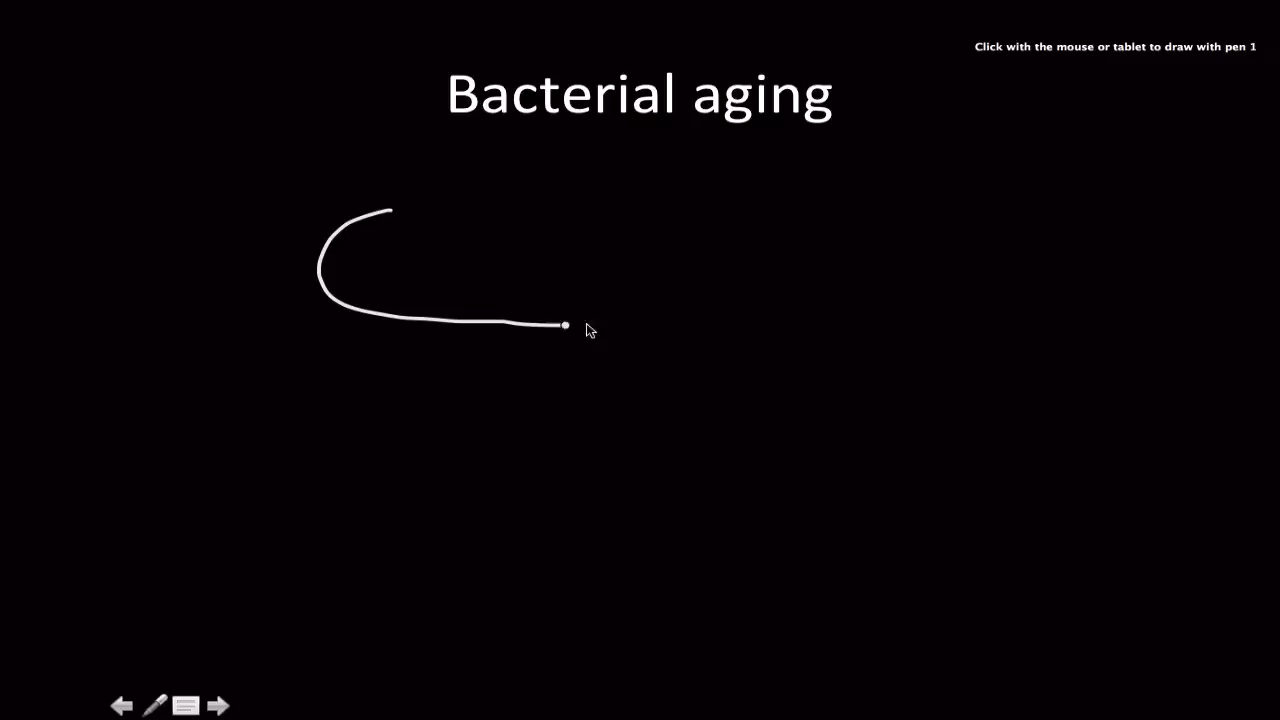 Click with the mouse or tablet to draw with pen 1
Bacterial aging